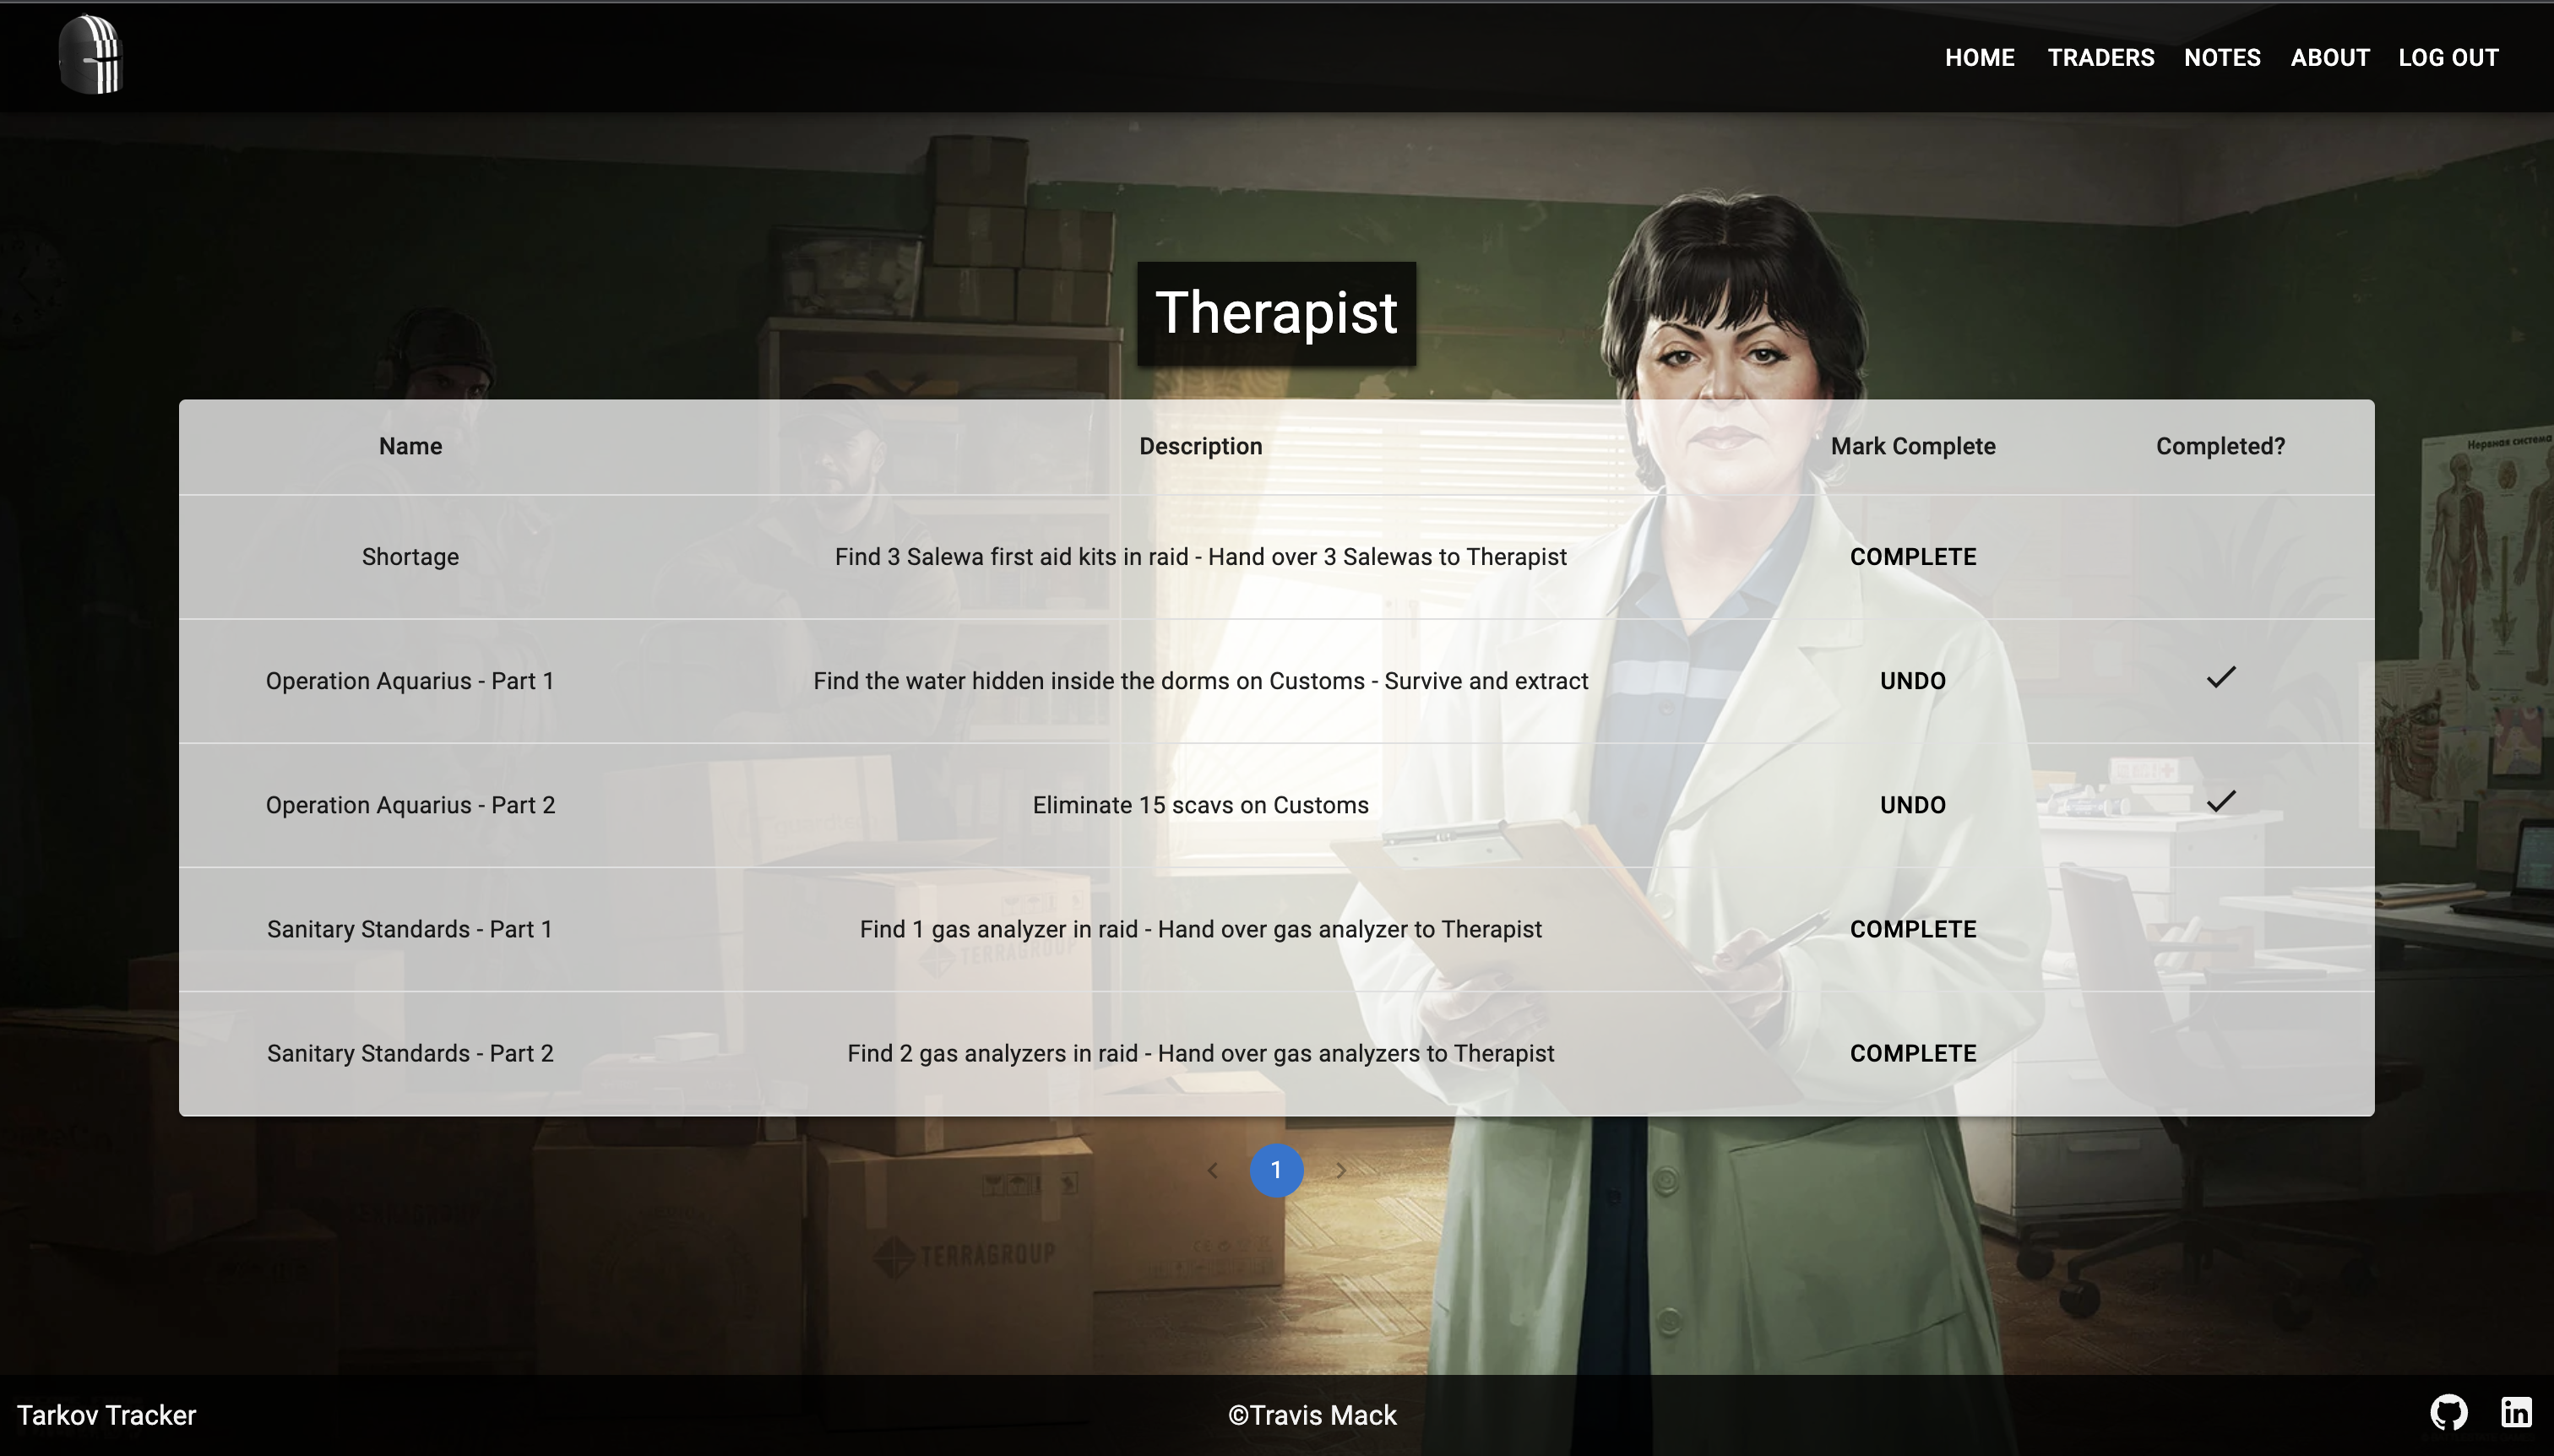 HOME TRADERS NOTES ABOUT LOG OUT
Therapist
Нервная система
Name Description Mark Complete Completed?
Shortage Find 3 Salewa first aid kits in raid - Hand over 3 Salewas to Therapist COMPLETE
Operation Aquarius - Part 1 Find the water hidden inside the dorms on Customs - Survive and extract UNDO
Operation Aquarius - Part 2 Eliminate 15 scavs on Customs UNDO
Sanitary Standards - Part 1 Find 1 gas analyzer in raid - Hand over gas analyzer to Therapist COMPLETE
TERRAGROUP
Sanitary Standards - Part 2 Find 2 gas analyzers in raid - Hand over gas analyzers to Therapist COMPLETE
1
TERRAGROUP
Tarkov Tracker ©Travis Mack in